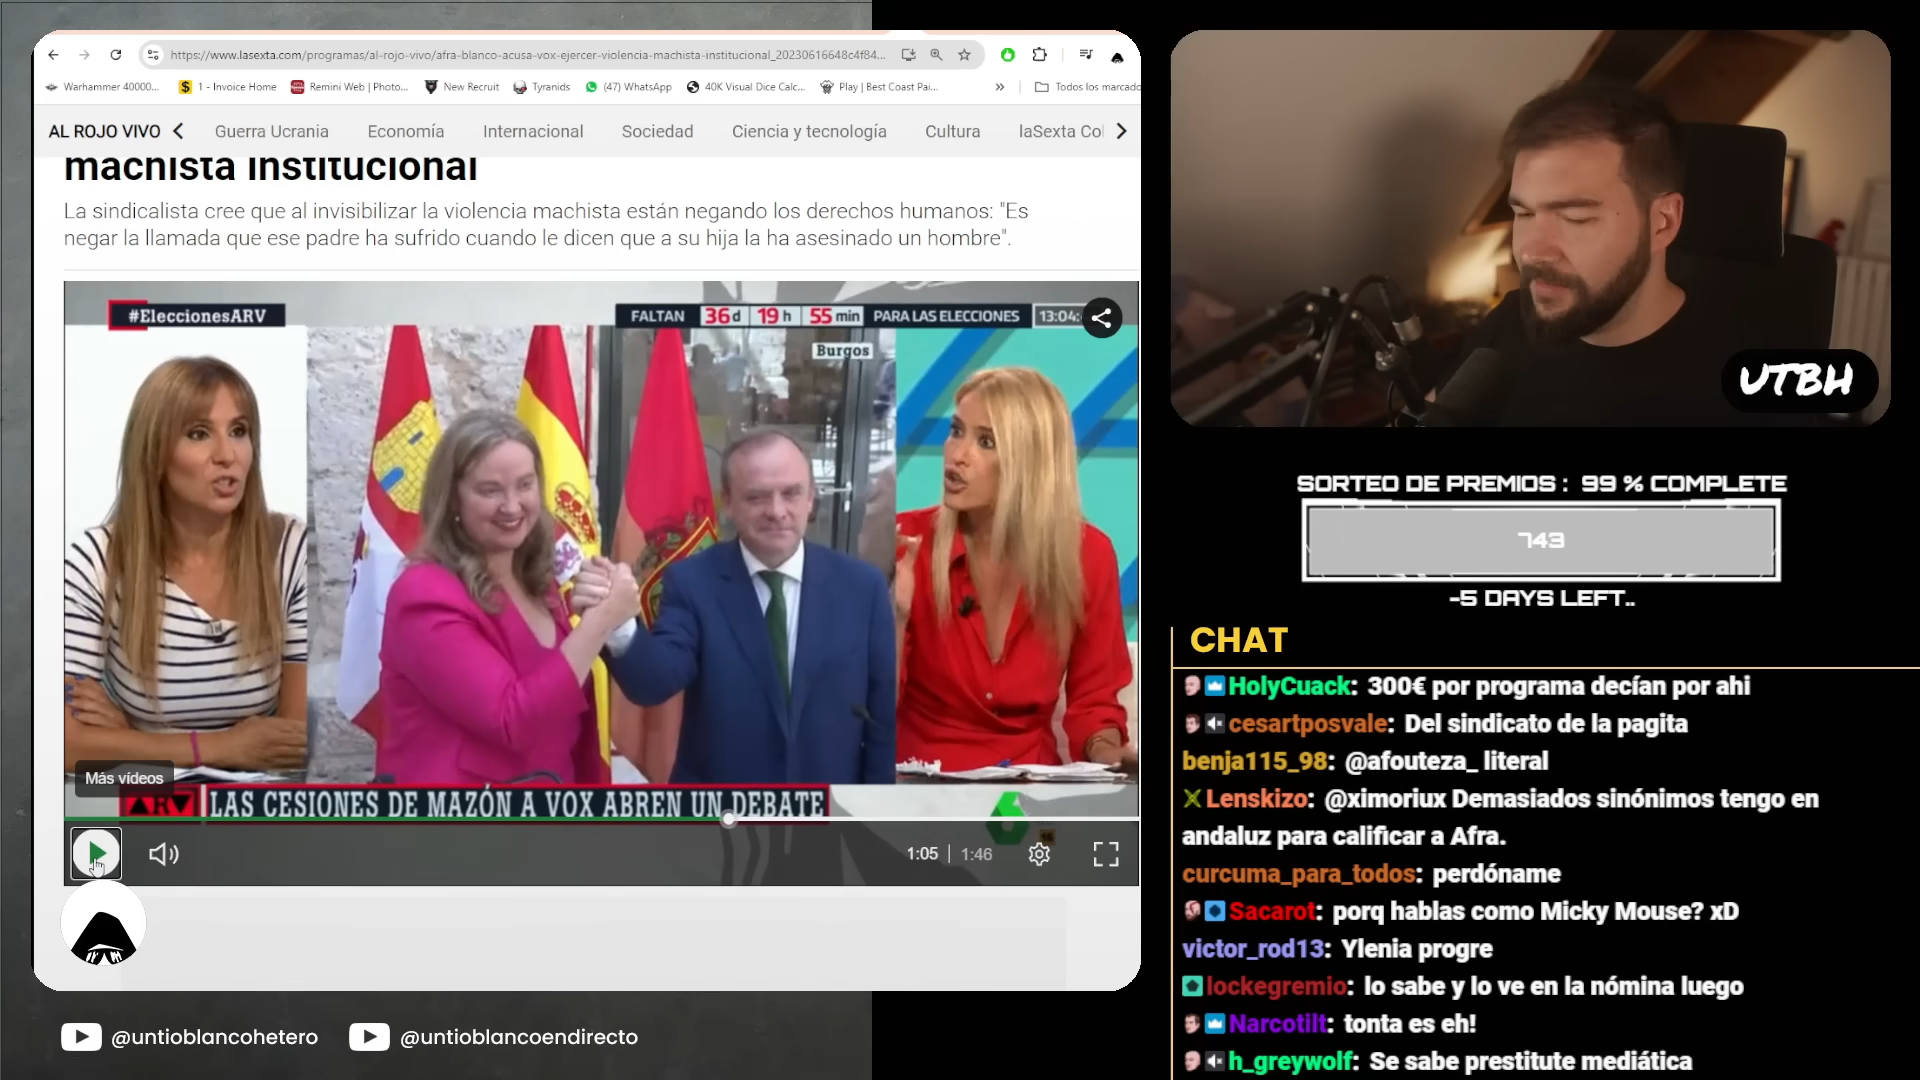 https://www.lasexta.com/programas/al-rojo-vivo/afra-blanco-acusa-vox-ejercer-violencia-machista-institucional_20230616648c4f84...
Warhammer 40000... 1 - Invoice Home Remini Web | Photo... New Recruit Tyranids (47) WhatsApp 40K Visual Dice Calc... Play | Best Coast Pai... » Todos los marcado
AL ROJO VIVO Guerra Ucrania Economía Internacional Sociedad Ciencia y tecnología Cultura laSexta Co
machista institucional
La sindicalista cree que al invisibilizar la violencia machista están negando los derechos humanos: "Es
negar la llamada que ese padre ha sufrido cuando le dicen que a su hija la ha asesinado un hombre".
#EleccionesARV
FALTAN 36d 19h 55min PARA LAS ELECCIONES 13:04:
Burgos
Más vídeos
ARV LAS CESIONES DE MAZÓN A VOX ABREN UN DEBATE
1:05 | 1:46
@untioblancohetero @untioblancoendirecto
UTBH
SORTEO DE PREMIOS : 99 % COMPLETE
743
-5 DAYS LEFT..
CHAT
HolyCuack: 300€ por programa decían por ahi
cesartposvale: Del sindicato de la pagita
benja115_98: @afouteza_ literal
Lenskizo: @ximoriux Demasiados sinónimos tengo en
andaluz para calificar a Afra.
curcuma_para_todos: perdóname
Sacarot: porq hablas como Micky Mouse? xD
victor_rod13: Ylenia progre
lockegremio: lo sabe y lo ve en la nómina luego
Narcotilt: tonta es eh!
h_greywolf: Se sabe prestitute mediática